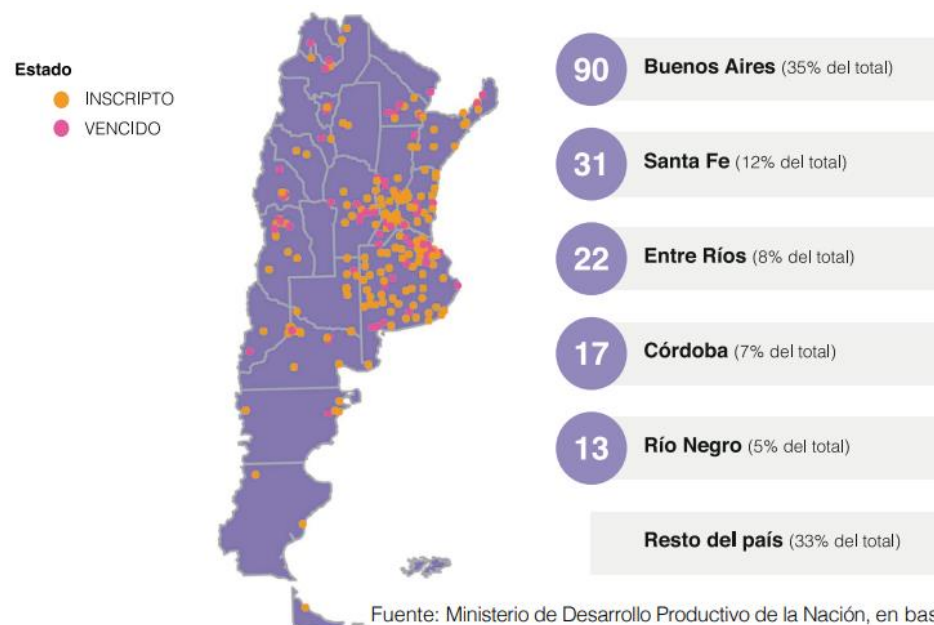 Estado
INSCRIPTO
VENCIDO
90 Buenos Aires (35% del total)
31 Santa Fe (12% del total)
22 Entre Ríos (8% del total)
17 Córdoba (7% del total)
13 Río Negro (5% del total)
Resto del país (33% del total)
Fuente: Ministerio de Desarrollo Productivo de la Nación, en bas